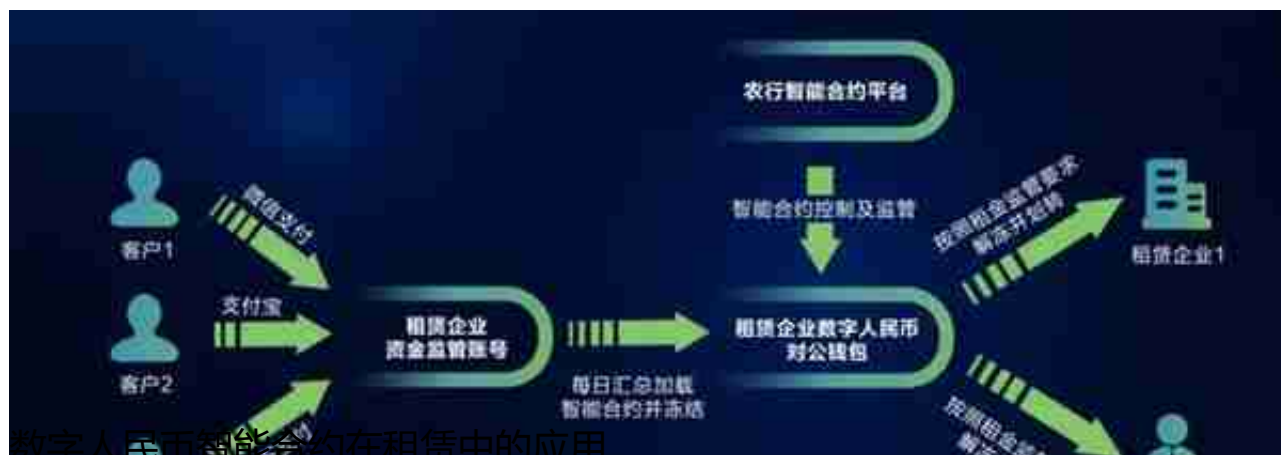 农行智能合约平台
微信支付
智能合约控制及监管
按照租金监管要求
解冻并划转
客户1
租赁企业1
支付宝
租赁企业
资金监管账号
租赁企业数字人民币
对公钱包
客户2
每日汇总加载
智能合约并冻结
按照租金监
数字人民币智能合约在租赁中的应用